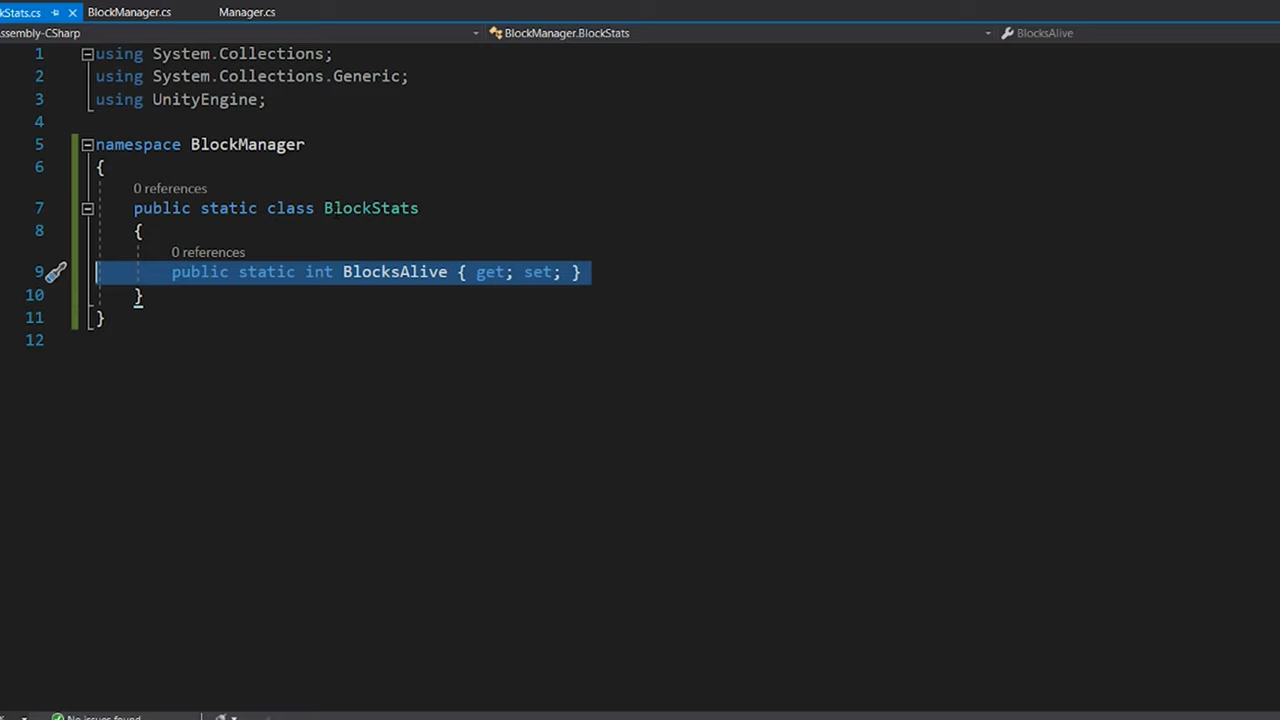 kStats.cs BlockManager.cs Manager.cs
ssembly-CSharp BlockManager.BlockStats BlocksAlive
1 using System.Collections;
2 using System.Collections.Generic;
3 using UnityEngine;
4
5 namespace BlockManager
6 {
0 references
7 public static class BlockStats
8 {
0 references
9 public static int BlocksAlive { get; set; }
10 }
11 }
12
No issues found